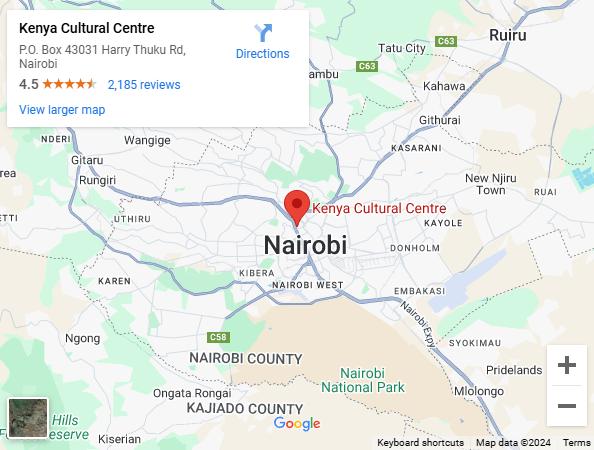 Kenya Cultural Centre
P.O. Box 43031 Harry Thuku Rd,
Nairobi
Directions
4.5
2,185 reviews
View larger map
C63
Ruiru
Tatu City
C63
ambu
Kahawa
Githurai
NDERI
Wangige
KASARANI
Gitaru
Rungiri
New Njiru
Town
RUAI
ETTI
UTHIRU
Kenya Cultural Centre
KAYOLE
Nairobi
DONHOLM
KIBERA
KAREN
NAIROBI WEST
EMBAKASI
Nairobi Expy
Ngong
C58
SYOKIMAU
NAIROBI COUNTY
Nairobi
National Park
Pridelands
Mlolongo
Ongata Rongai
KAJIADO COUNTY
Hills
Google
Kiserian
Keyboard shortcuts
Map data ©2024
Terms